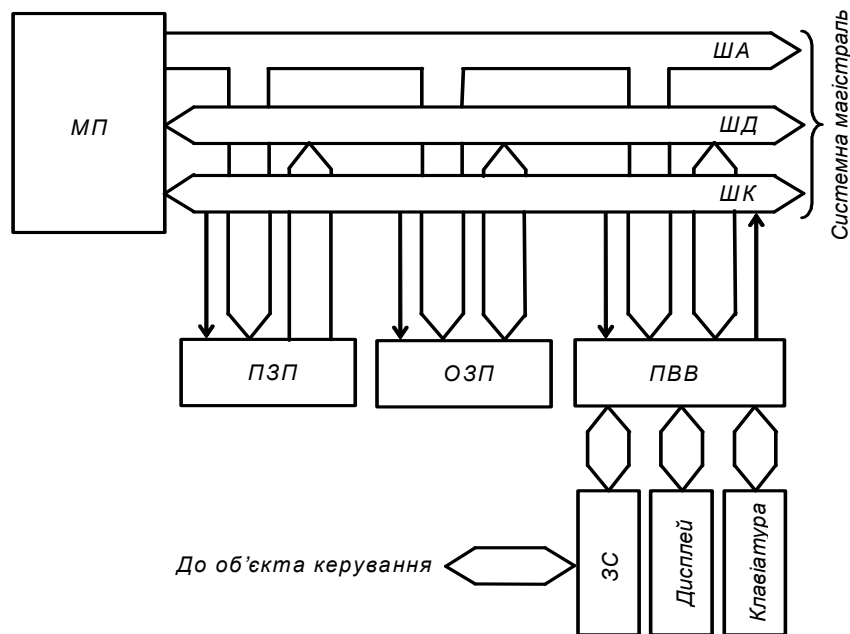 ША
МП
ШД
ШК
Системна магістраль
ПЗП
ОЗП
ПВВ
ЗС
Дисплей
Клавіатура
До об’єкта керування